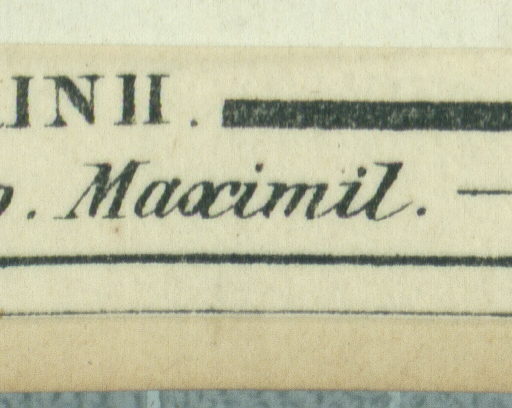 INII.
. Maximil. —